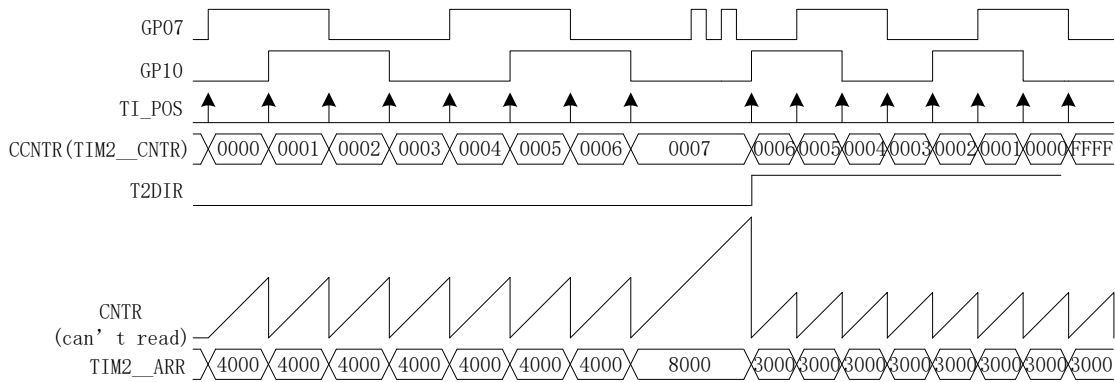 GP07
GP10
TI_POS
CCNTR(TIM2__CNTR) 0000 0001 0002 0003 0004 0005 0006 0007 0006 0005 0004 0003 0002 0001 0000 FFFF
T2DIR
CNTR
(can't read)
TIM2__ARR 4000 4000 4000 4000 4000 4000 4000 8000 3000 3000 3000 3000 3000 3000 3000 3000